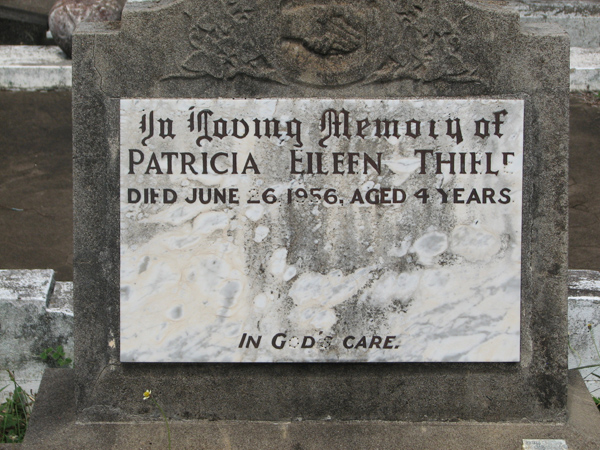 In Loving Memory of
PATRICIA EILEEN THIELE
DIED JUNE 26 1956, AGED 4 YEARS
IN GOD'S CARE.